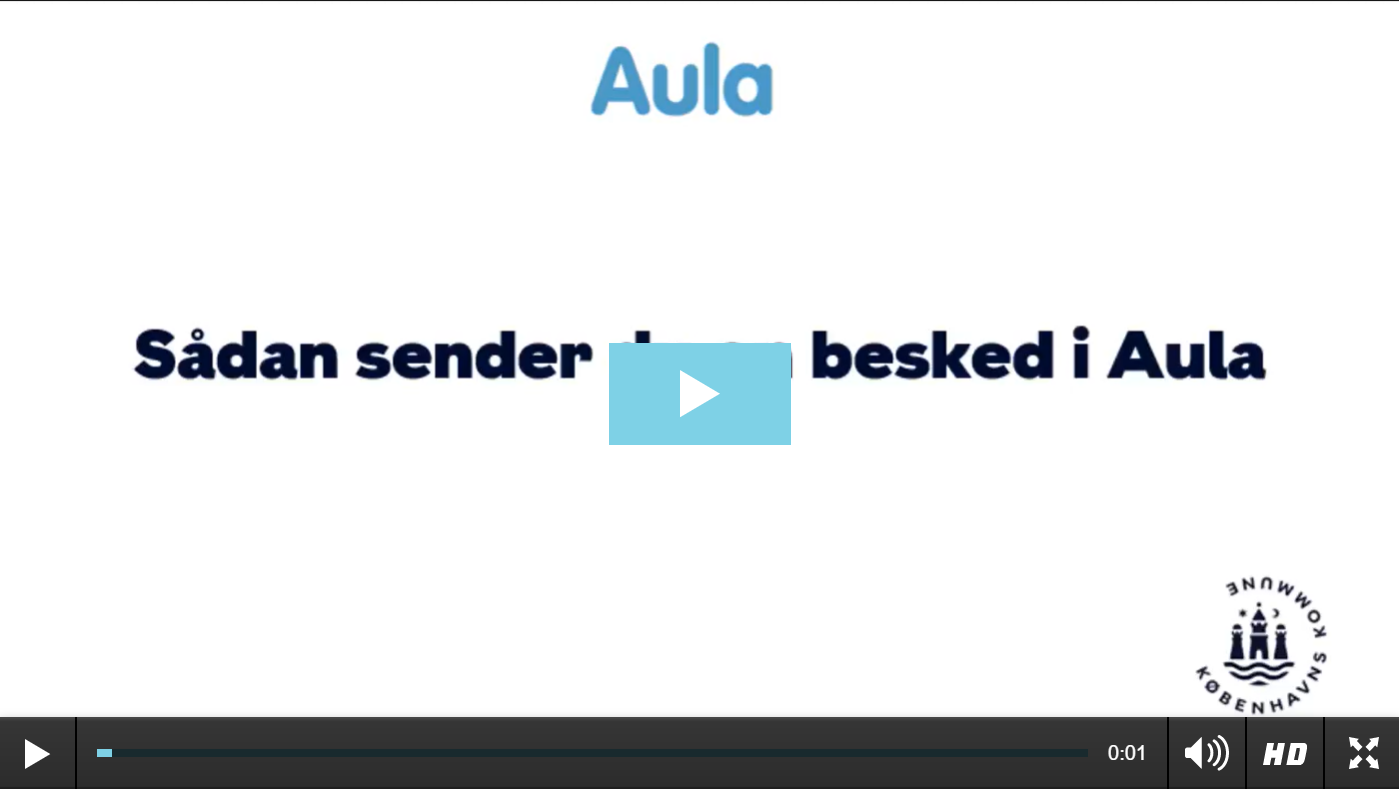 Aula
Sådan sender besked i Aula
KØBENHAVNS KOMMUNE
0:01
HD